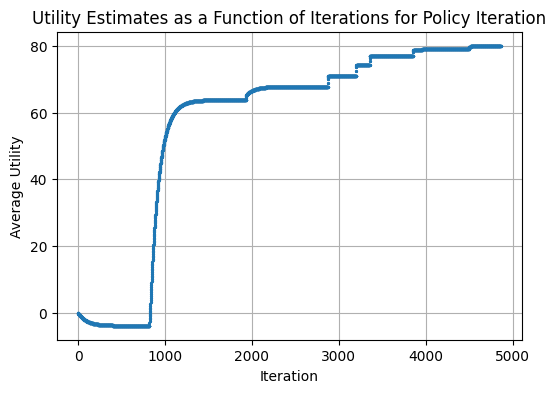 Utility Estimates as a Function of Iterations for Policy Iteration
80
60
40
20
0
Average Utility
0 1000 2000 3000 4000 5000
Iteration